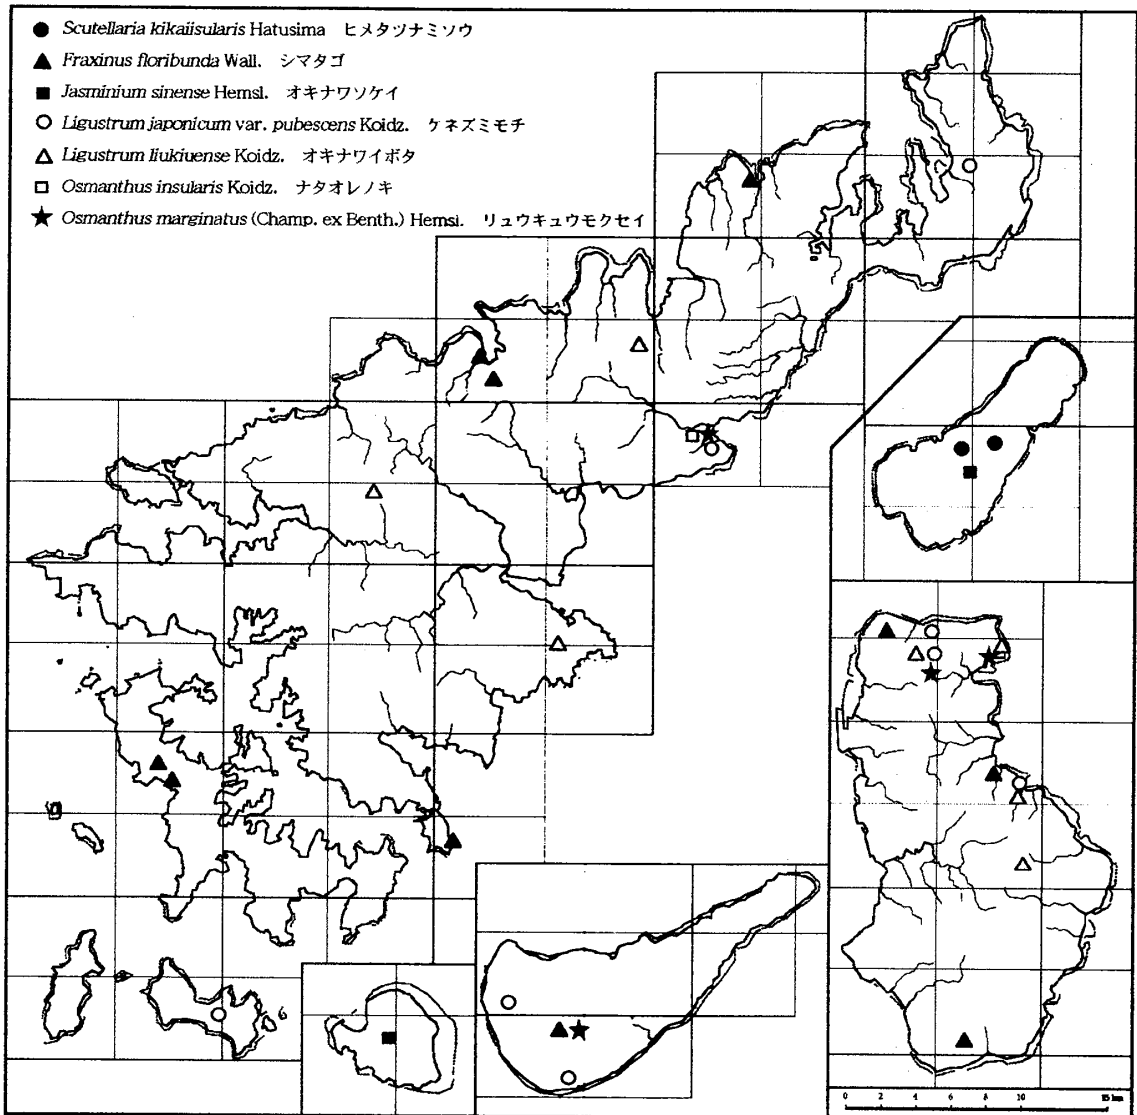 ● Scutellaria kikaiisularis Hatusima ヒメタツナミソウ
▲ Fraxinus floribunda Wall. シマタゴ
■ Jasminium sinense Hemsl. オキナワソケイ
○ Ligustrum japonicum var. pubescens Koidz. ケネズミモチ
△ Ligustrum liukiuense Koidz. オキナワイボタ
□ Osmanthus insularis Koidz. ナタオレノキ
★ Osmanthus marginatus (Champ. ex Benth.) Hemsl. リュウキュウモクセイ
0 2 4 6 8 10 15 km